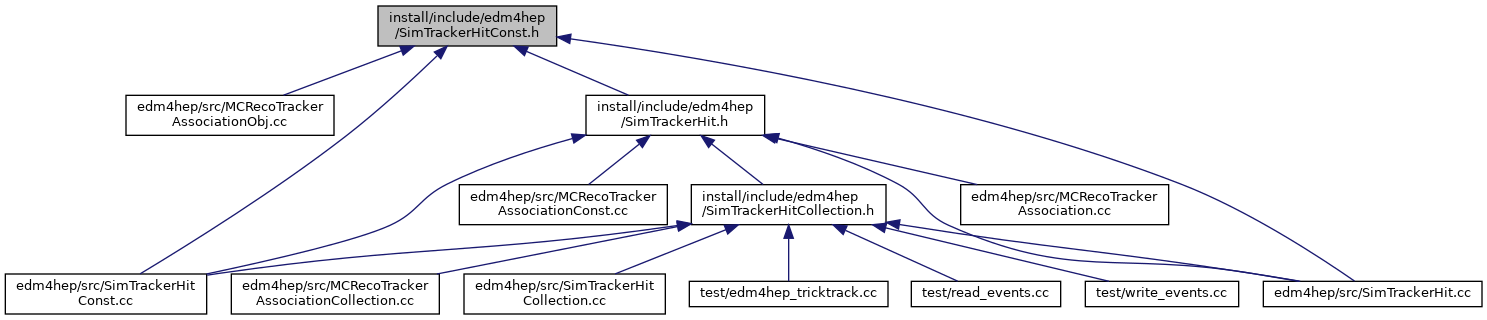 install/include/edm4hep
/SimTrackerHitConst.h
edm4hep/src/MCRecoTracker
AssociationObj.cc
install/include/edm4hep
/SimTrackerHit.h
edm4hep/src/MCRecoTracker
AssociationConst.cc
install/include/edm4hep
/SimTrackerHitCollection.h
edm4hep/src/MCRecoTracker
Association.cc
edm4hep/src/SimTrackerHit
Const.cc
edm4hep/src/MCRecoTracker
AssociationCollection.cc
edm4hep/src/SimTrackerHit
Collection.cc
test/edm4hep_tricktrack.cc
test/read_events.cc
test/write_events.cc
edm4hep/src/SimTrackerHit.cc